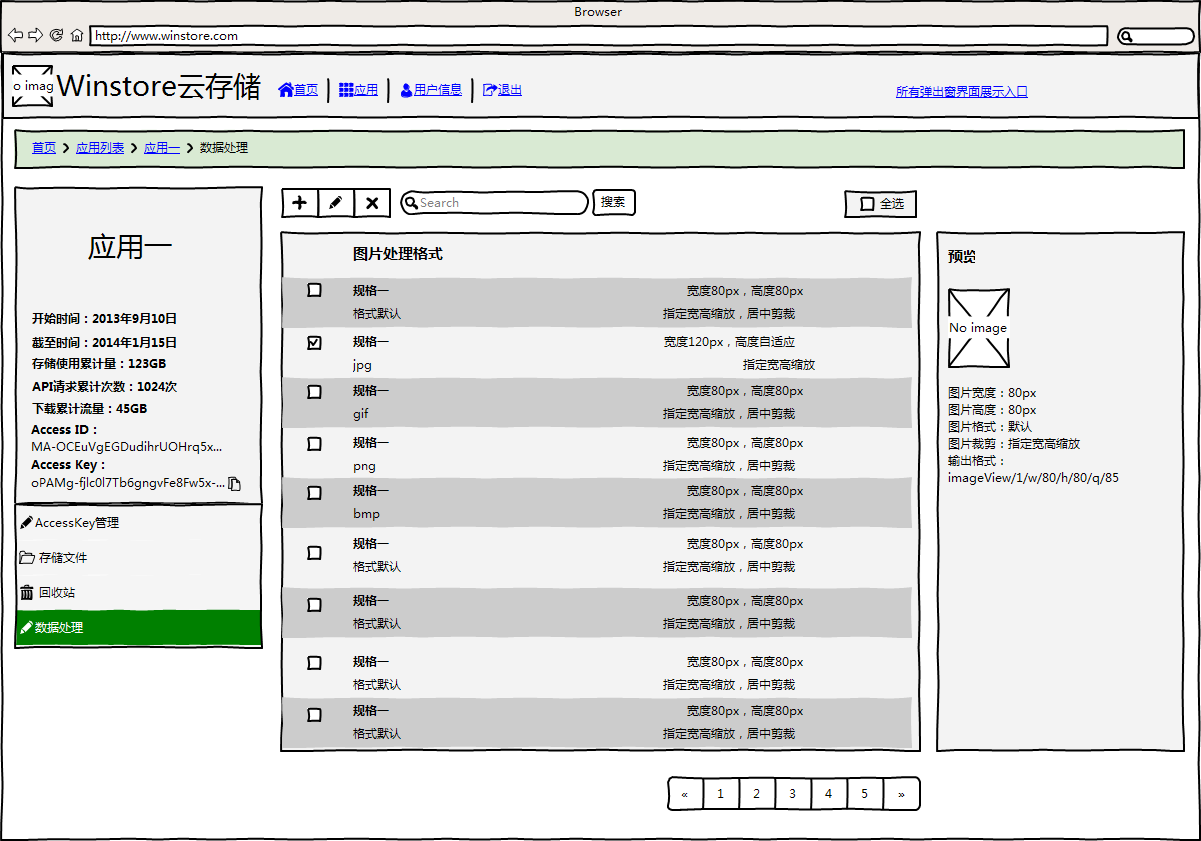 Browser
http://www.winstore.com
o imag
Winstore云存储
首页
应用
用户信息
退出
所有弹出窗界面展示入口
首页 应用列表 应用一 数据处理
应用一
开始时间：2013年9月10日
截至时间：2014年1月15日
存储使用累计量：123GB
API请求累计次数：1024次
下载累计流量：45GB
Access ID：
MA-OCEuVgEGDudihrUOHrq5x...
Access Key：
oPAMg-fjlc0l7Tb6gngvFe8Fw5x-...
AccessKey管理
存储文件
回收站
数据处理
Search
搜索
全选
图片处理格式
规格一 宽度80px，高度80px
格式默认 指定宽高缩放，居中剪裁
规格一 宽度120px，高度自适应
jpg 指定宽高缩放
规格一 宽度80px，高度80px
gif 指定宽高缩放，居中剪裁
规格一 宽度80px，高度80px
png 指定宽高缩放，居中剪裁
规格一 宽度80px，高度80px
bmp 指定宽高缩放，居中剪裁
规格一 宽度80px，高度80px
格式默认 指定宽高缩放，居中剪裁
规格一 宽度80px，高度80px
格式默认 指定宽高缩放，居中剪裁
规格一 宽度80px，高度80px
格式默认 指定宽高缩放，居中剪裁
规格一 宽度80px，高度80px
格式默认 指定宽高缩放，居中剪裁
« 1 2 3 4 5 »
预览
No image
图片宽度：80px
图片高度：80px
图片格式：默认
图片裁剪：指定宽高缩放
输出格式：
imageView/1/w/80/h/80/q/85